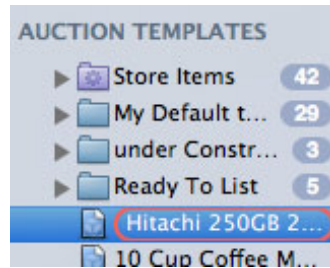 AUCTION TEMPLATES
Store Items 42
My Default t... 29
under Constr... 3
Ready To List 5
Hitachi 250GB 2...
10 Cup Coffee M...